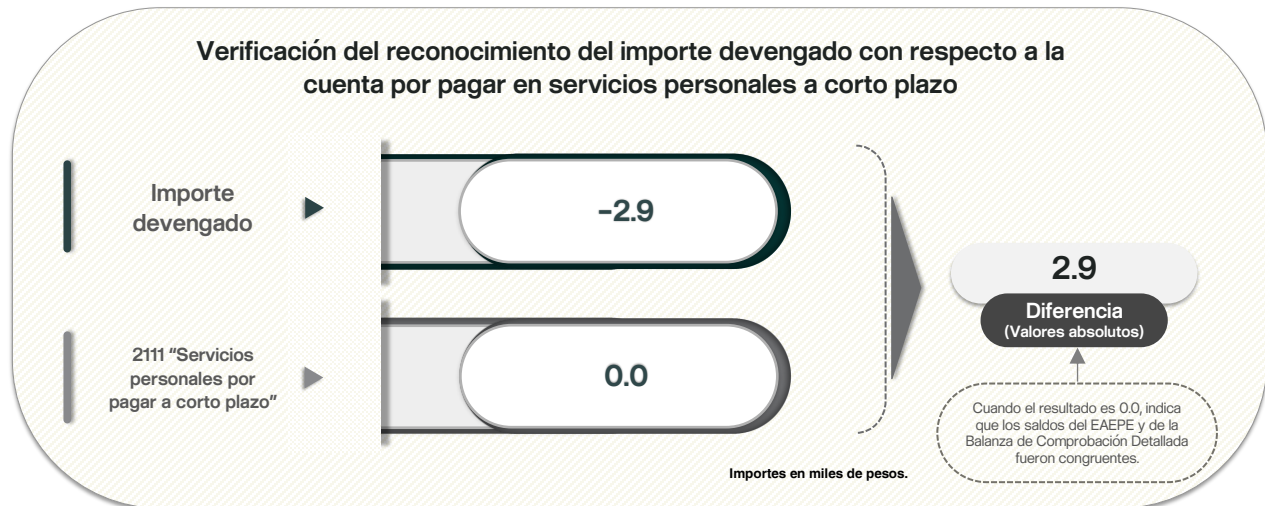 Verificación del reconocimiento del importe devengado con respecto a la
cuenta por pagar en servicios personales a corto plazo
Importe
devengado
-2.9
2111 “Servicios
personales por
pagar a corto plazo”
0.0
2.9
Diferencia
(Valores absolutos)
Cuando el resultado es 0.0, indica
que los saldos del EAEPE y de la
Balanza de Comprobación Detallada
fueron congruentes.
Importes en miles de pesos.